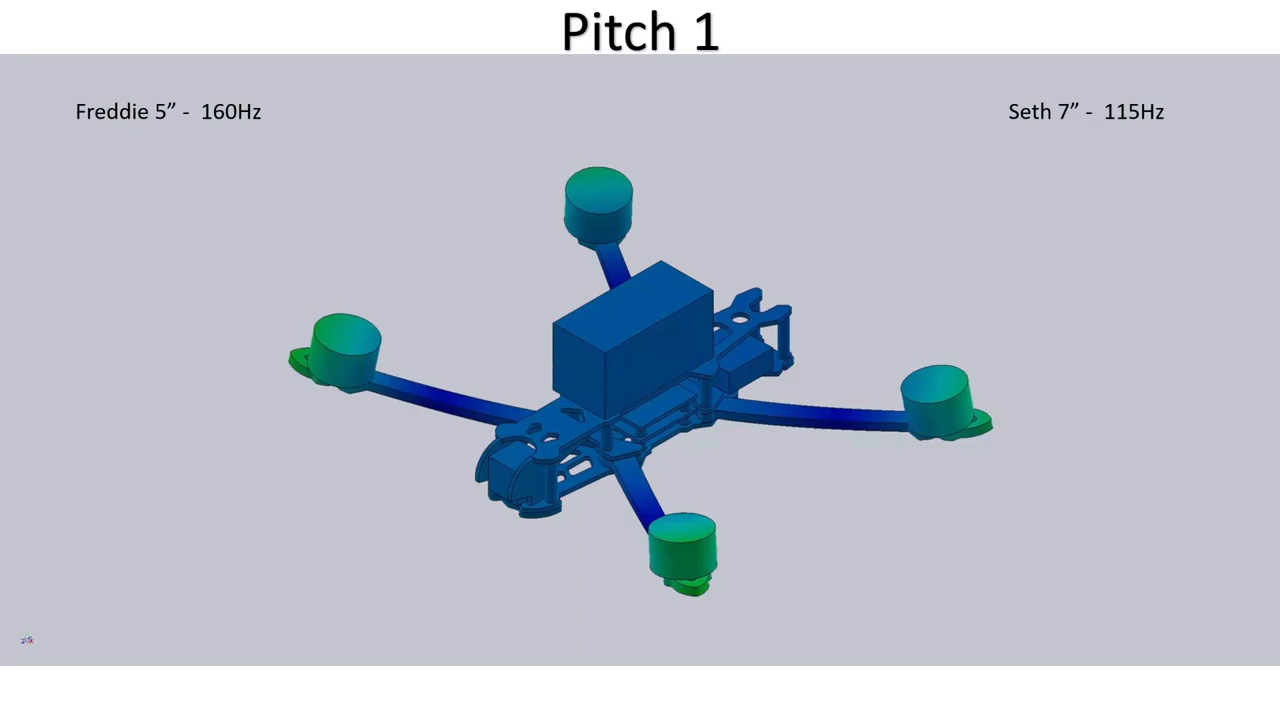 Pitch 1
Freddie 5” - 160Hz
Seth 7” - 115Hz